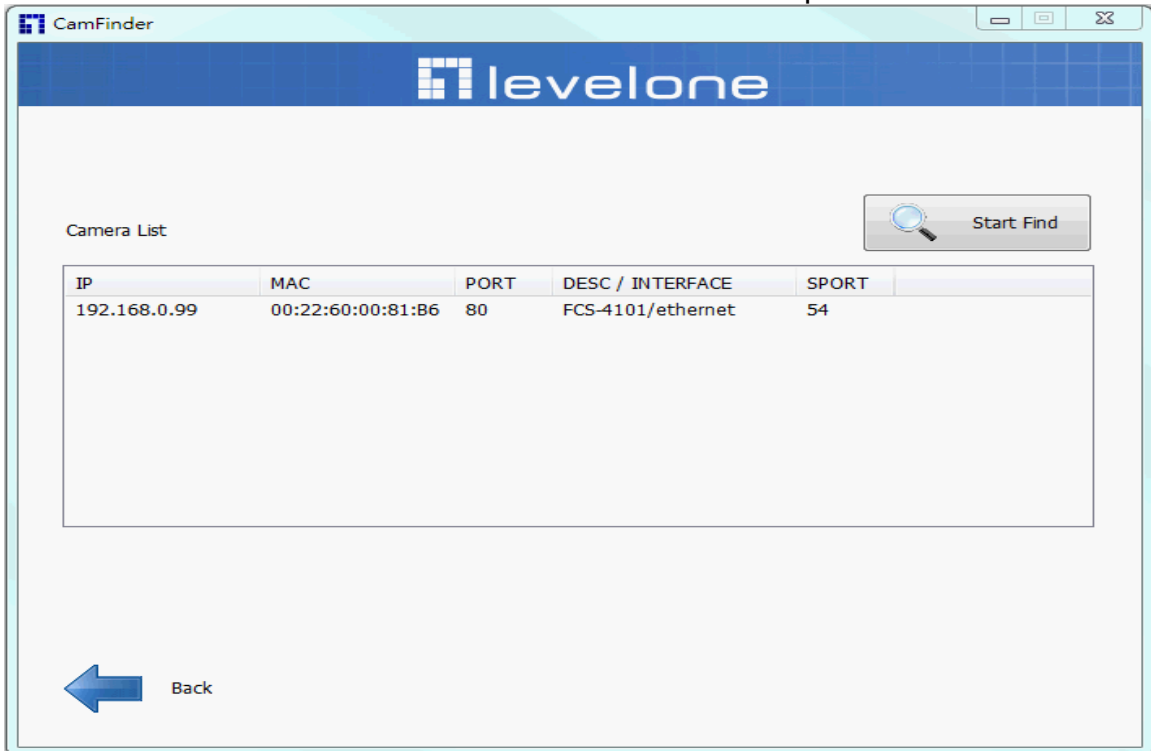 CamFinder
levelone
Start Find
Camera List
IP MAC PORT DESC / INTERFACE SPORT
192.168.0.99 00:22:60:00:81:B6 80 FCS-4101/ethernet 54
Back